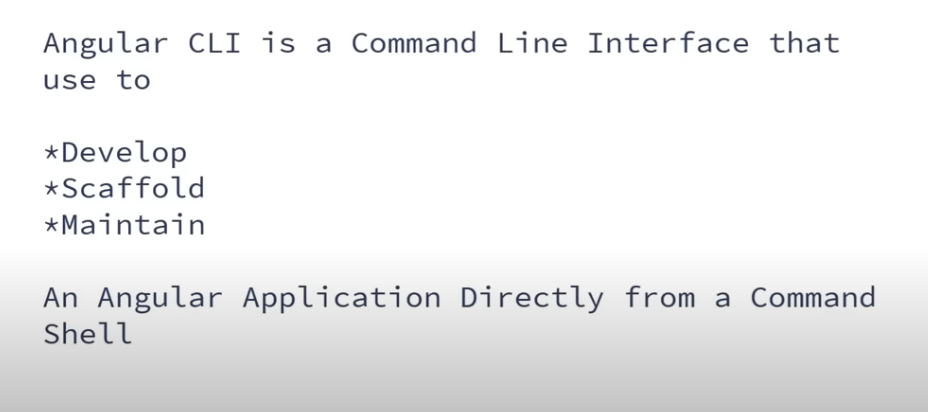 Angular CLI is a Command Line Interface that
use to
*Develop
*Scaffold
*Maintain
An Angular Application Directly from a Command
Shell